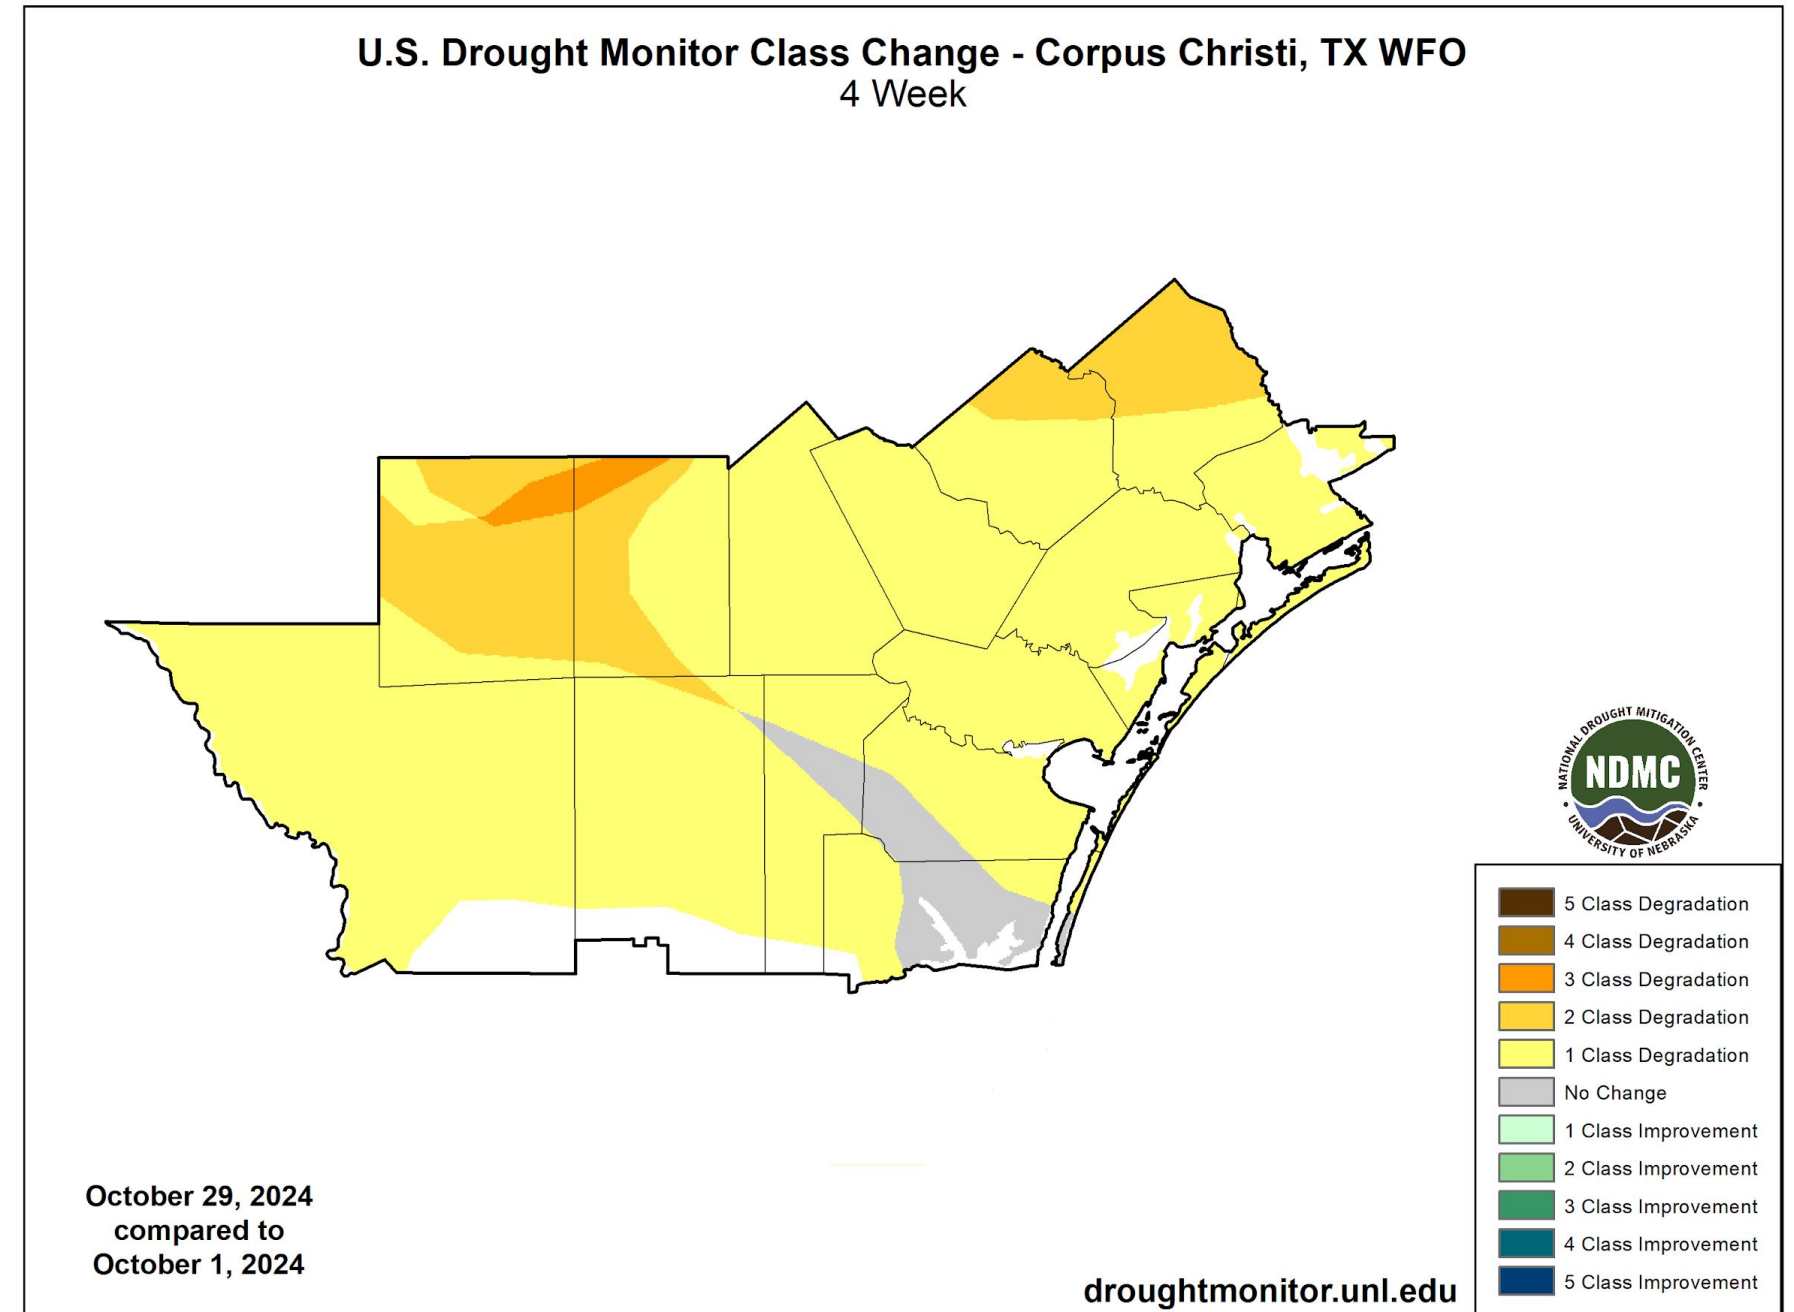 U.S. Drought Monitor Class Change - Corpus Christi, TX WFO
4 Week
NATIONAL DROUGHT MITIGATION CENTER
NDMC
UNIVERSITY OF NEBRASKA
5 Class Degradation
4 Class Degradation
3 Class Degradation
2 Class Degradation
1 Class Degradation
No Change
1 Class Improvement
2 Class Improvement
3 Class Improvement
4 Class Improvement
5 Class Improvement
October 29, 2024
compared to
October 1, 2024
droughtmonitor.unl.edu